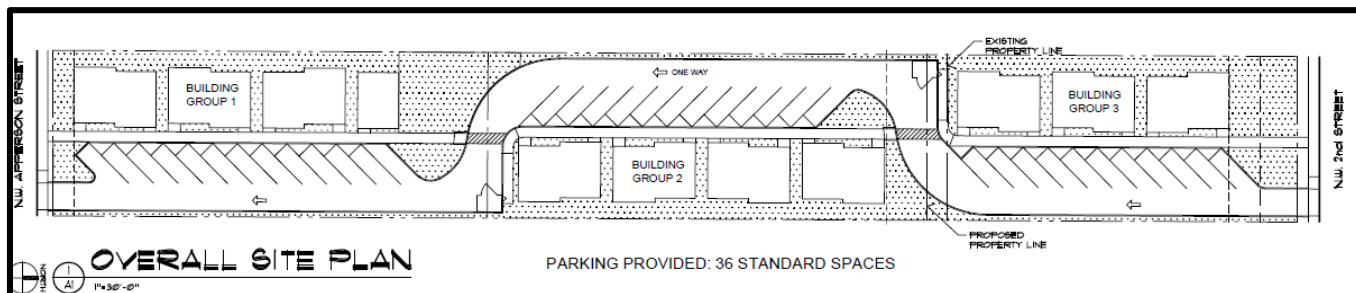 EXISTING
PROPERTY LINE
N.W. APPERSON STREET
BUILDING
GROUP 1
ONE WAY
BUILDING
GROUP 3
N.W. 2nd STREET
BUILDING
GROUP 2
PROPOSED
PROPERTY LINE
OVERALL SITE PLAN
PARKING PROVIDED: 36 STANDARD SPACES
NORTH
1
A1
1"=30'-0"